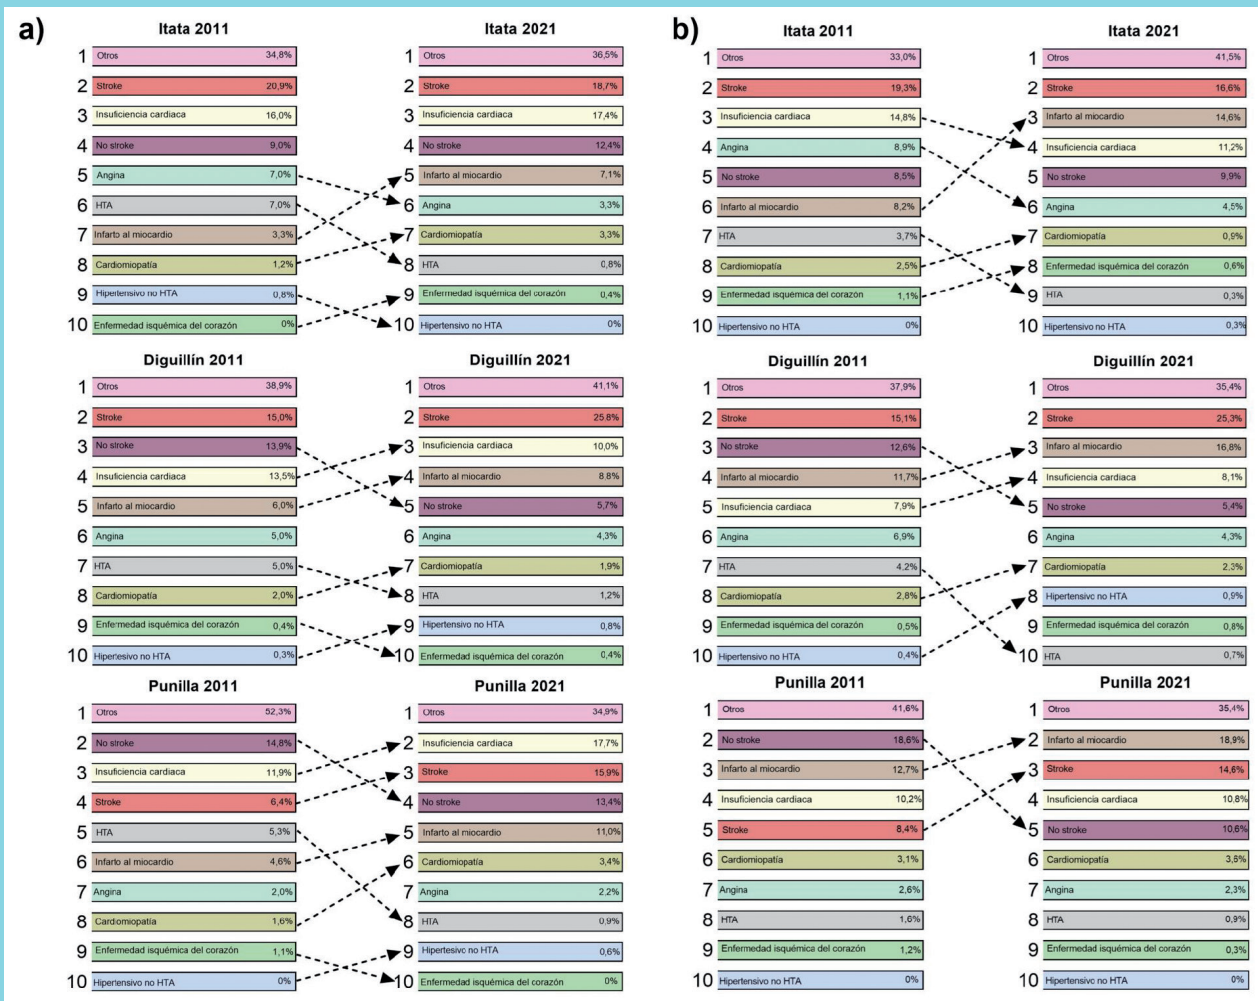 a)
Itata 2011
1 Otros 34,8%
2 Stroke 20,9%
3 Insuficiencia cardiaca 16,0%
4 No stroke 9,0%
5 Angina 7,0%
6 HTA 7,0%
7 Infarto al miocardio 3,3%
8 Cardiomiopatía 1,2%
9 Hipertensivo no HTA 0,8%
10 Enfermedad isquémica del corazón 0%
Itata 2021
1 Otros 36,5%
2 Stroke 18,7%
3 Insuficiencia cardiaca 17,4%
4 No stroke 12,4%
5 Infarto al miocardio 7,1%
6 Angina 3,3%
7 Cardiomiopatía 3,3%
8 HTA 0,8%
9 Enfermedad isquémica del corazón 0,4%
10 Hipertensivo no HTA 0%
Diguillín 2011
1 Otros 38,9%
2 Stroke 15,0%
3 No stroke 13,9%
4 Insuficiencia cardiaca 13,5%
5 Infarto al miocardio 6,0%
6 Angina 5,0%
7 HTA 5,0%
8 Cardiomiopatía 2,0%
9 Enfermedad isquémica del corazón 0,4%
10 Hipertesivo no HTA 0,3%
Diguillín 2021
1 Otros 41,1%
2 Stroke 25.8%
3 Insuficiencia cardiaca 10,0%
4 Infarto al miocardio 8,8%
5 No stroke 5,7%
6 Angina 4,3%
7 Cardiomiopatía 1,9%
8 HTA 1,2%
9 Hipertensivo no HTA 0,8%
10 Enfermedad isquémica del corazón 0,4%
Punilla 2011
1 Otros 52,3%
2 No stroke 14,8%
3 Insuficiencia cardiaca 11,9%
4 Stroke 6,4%
5 HTA 5,3%
6 Infarto al miocardio 4,6%
7 Angina 2,0%
8 Cardiomiopatía 1,6%
9 Enfermedad isquémica del corazón 1,1%
10 Hipertensivo no HTA 0%
Punilla 2021
1 Otros 34,9%
2 Insuficiencia cardiaca 17,7%
3 Stroke 15,9%
4 No stroke 13,4%
5 Infarto al miocardio 11,0%
6 Cardiomiopatía 3,4%
7 Angina 2,2%
8 HTA 0,9%
9 Hipertesivo no HTA 0,6%
10 Enfermedad isquémica del corazón 0%
b)
Itata 2011
1 Otros 33,0%
2 Stroke 19,3%
3 Insuficiencia cardiaca 14,8%
4 Angina 8,9%
5 No stroke 8,5%
6 Infarto al miocardio 8,2%
7 HTA 3,7%
8 Cardiomiopatía 2,5%
9 Enfermedad isquémica del corazón 1,1%
10 Hipertensivo no HTA 0%
Itata 2021
1 Otros 41,5%
2 Stroke 16,6%
3 Infarto al miocardio 14,6%
4 Insuficiencia cardiaca 11,2%
5 No stroke 9,9%
6 Angina 4,5%
7 Cardiomiopatía 0,9%
8 Enfermedad isquémica del corazón 0,6%
9 HTA 0,3%
10 Hipertensivo no HTA 0,3%
Diguillín 2011
1 Otros 37,9%
2 Stroke 15,1%
3 No stroke 12,6%
4 Infarto al miocardio 11,7%
5 Insuficiencia cardiaca 7,9%
6 Angina 6,9%
7 HTA 4,2%
8 Cardiomiopatía 2,8%
9 Enfermedad isquémica del corazón 0,5%
10 Hipertensivo no HTA 0,4%
Diguillín 2021
1 Otros 35,4%
2 Stroke 25,3%
3 Infaro al miocardio 16,8%
4 Insuficiencia cardiaca 8,1%
5 No stroke 5,4%
6 Angina 4,3%
7 Cardiomiopatía 2,3%
8 Hipertensivo no HTA 0,9%
9 Enfermedad isquémica del corazón 0,8%
10 HTA 0,7%
Punilla 2011
1 Otros 41,6%
2 No stroke 18,6%
3 Infarto al miocardio 12,7%
4 Insuficiencia cardiaca 10,2%
5 Stroke 8,4%
6 Cardiomiopatía 3,1%
7 Angina 2,6%
8 HTA 1,6%
9 Enfermedad isquémica del corazón 1,2%
10 Hipertensivo no HTA 0%
Punilla 2021
1 Otros 35,4%
2 Infarto al miocardio 18,9%
3 Stroke 14,6%
4 Insuficiencia cardiaca 10,8%
5 No stroke 10,6%
6 Cardiomiopatía 3,6%
7 Angina 2,3%
8 HTA 0,9%
9 Enfermedad isquémica del corazón 0,3%
10 Hipertensivo no HTA 0%